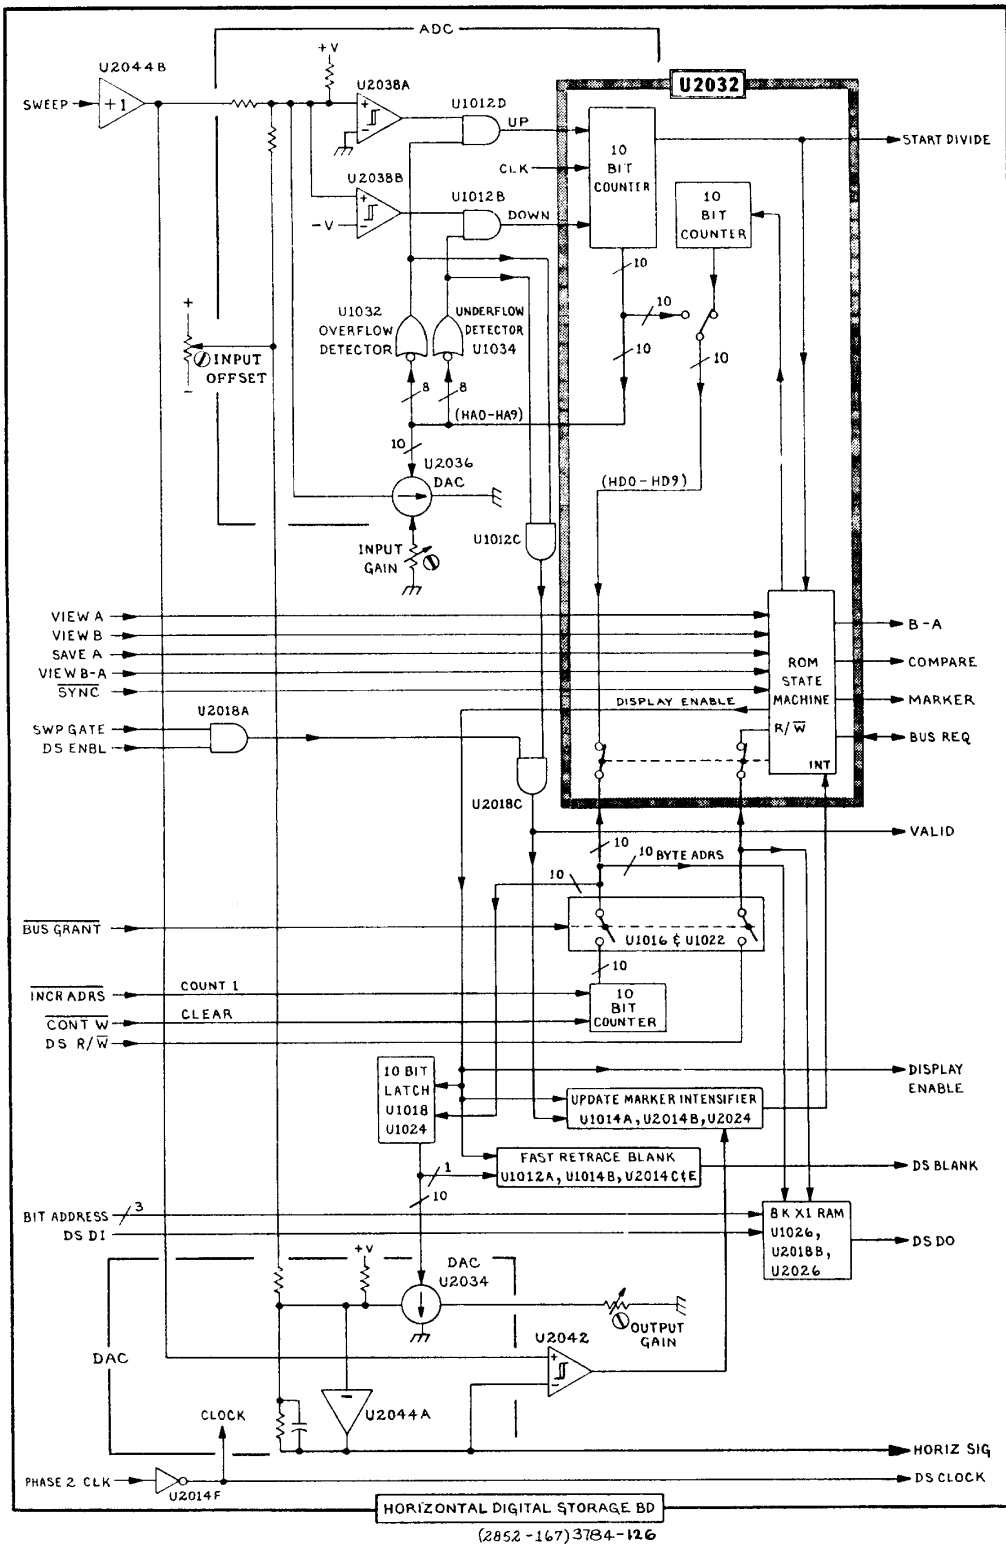 ADC
U2032
U2044B
+V
U2038A
SWEEP
+1
+
-
U1012D
UP
10
BIT
COUNTER
START DIVIDE
CLK
U2038B
U1012B
+
-V
-
DOWN
10
BIT
COUNTER
10
10
U1032
OVERFLOW
DETECTOR
UNDERFLOW
DETECTOR
U1034
10
10
+
INPUT
OFFSET
-
8
8
(HA0-HA9)
10
U2036
DAC
(HD0-HD9)
U1012C
INPUT
GAIN
VIEW A
VIEW B
SAVE A
VIEW B-A
SYNC
ROM
STATE
MACHINE
B-A
COMPARE
MARKER
BUS REQ
DISPLAY ENABLE
R/W
INT
SWP GATE
DS ENBL
U2018A
U2018C
VALID
10
10
BYTE ADRS
10
BUS GRANT
U1016 & U1022
10
INCR ADRS
COUNT 1
10
BIT
COUNTER
CONT W
CLEAR
DS R/W
10 BIT
LATCH
U1018
U1024
DISPLAY
ENABLE
UPDATE MARKER INTENSIFIER
U1014A, U2014B, U2024
FAST RETRACE BLANK
U1012A, U1014B, U2014C&E
DS BLANK
1
10
BIT ADDRESS
3
DS DI
8K X1 RAM
U1026,
U2018B,
U2026
DS DO
+V
DAC
U2034
OUTPUT
GAIN
U2042
+
-
DAC
-
U2044A
CLOCK
HORIZ SIG
PHASE 2 CLK
U2014F
DS CLOCK
HORIZONTAL DIGITAL STORAGE BD
(2852-167) 3784-126